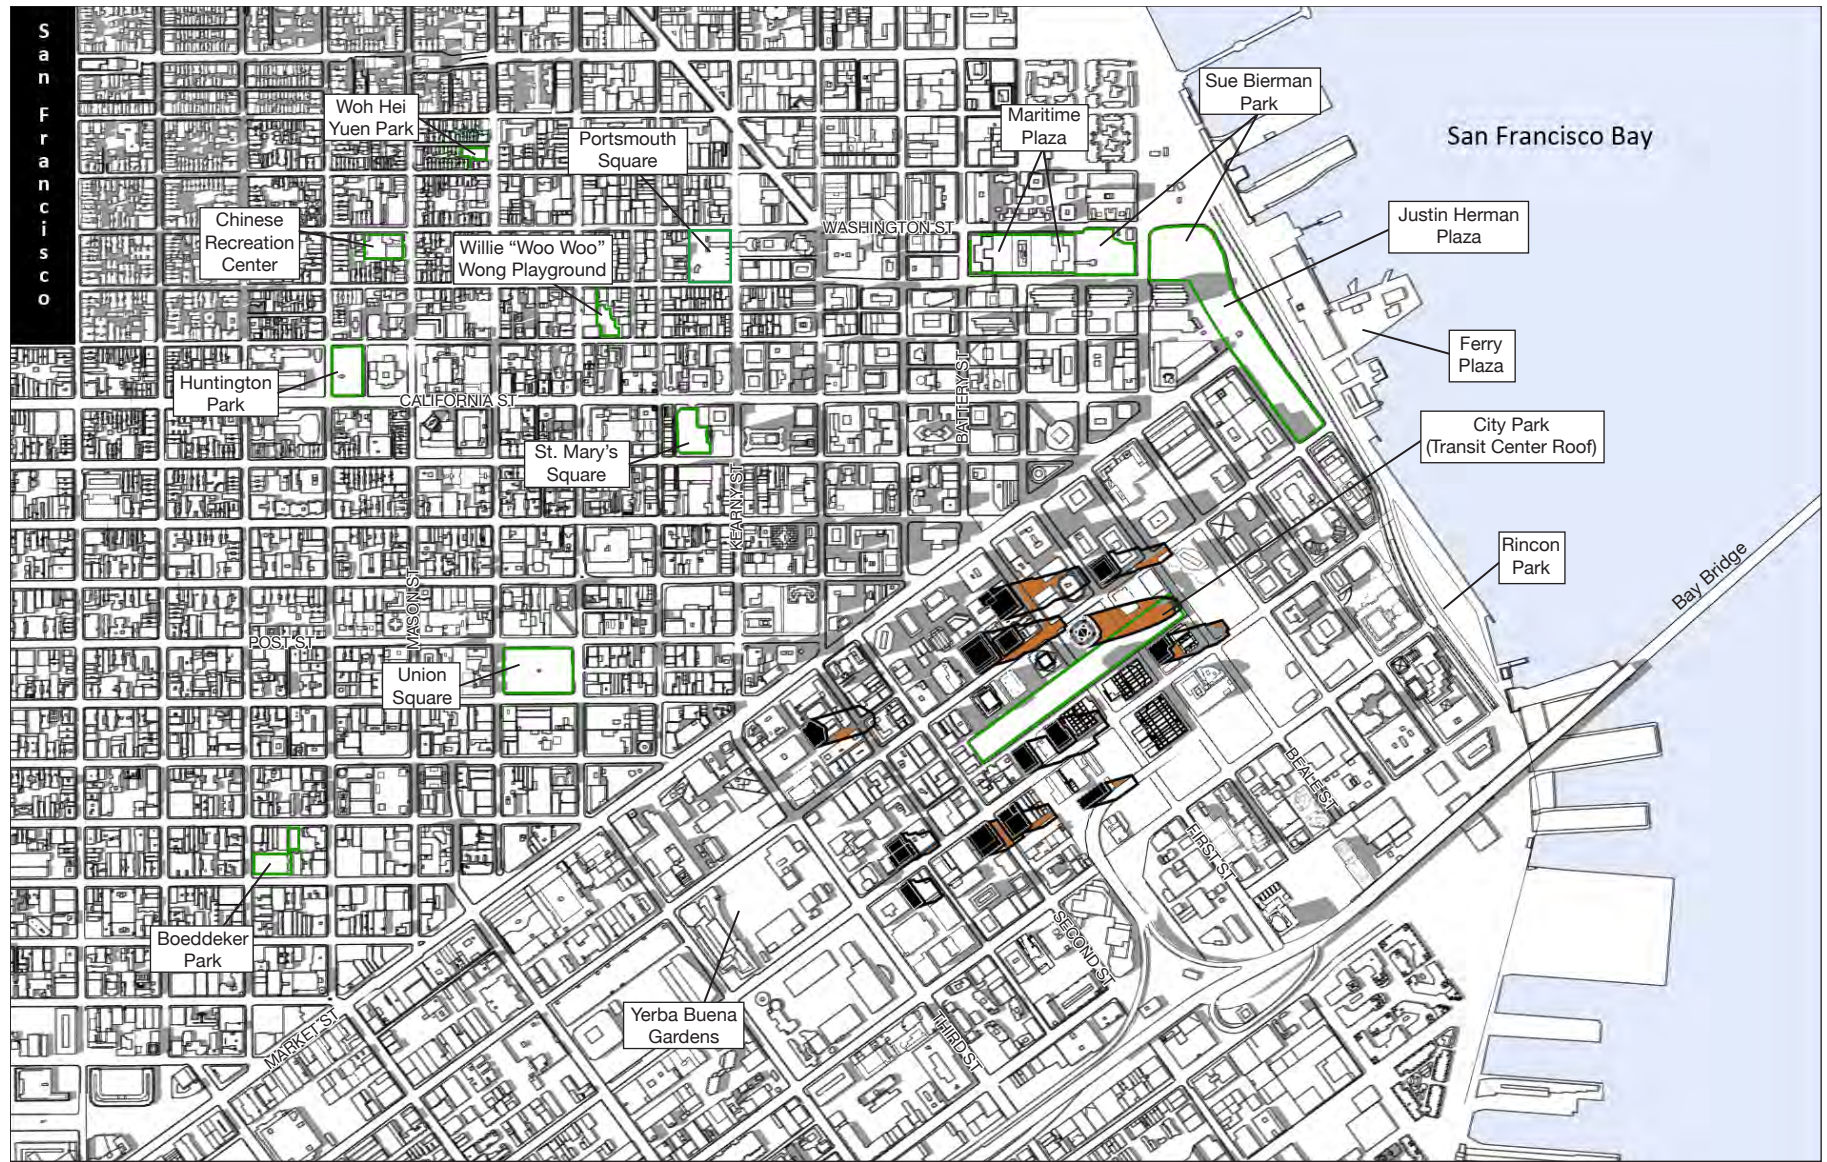 San Francisco
San Francisco Bay
Sue Bierman
Park
Maritime
Plaza
Woh Hei
Yuen Park
Portsmouth
Square
Justin Herman
Plaza
Chinese
Recreation
Center
Willie “Woo Woo”
Wong Playground
WASHINGTON ST
Ferry
Plaza
Huntington
Park
CALIFORNIA ST
BATTERY ST
City Park
(Transit Center Roof)
St. Mary’s
Square
KEARNY ST
Rincon
Park
Bay Bridge
MASON ST
POST ST
Union
Square
BEALE ST
FIRST ST
SECOND ST
THIRD ST
Boeddeker
Park
Yerba Buena
Gardens
MARKET ST